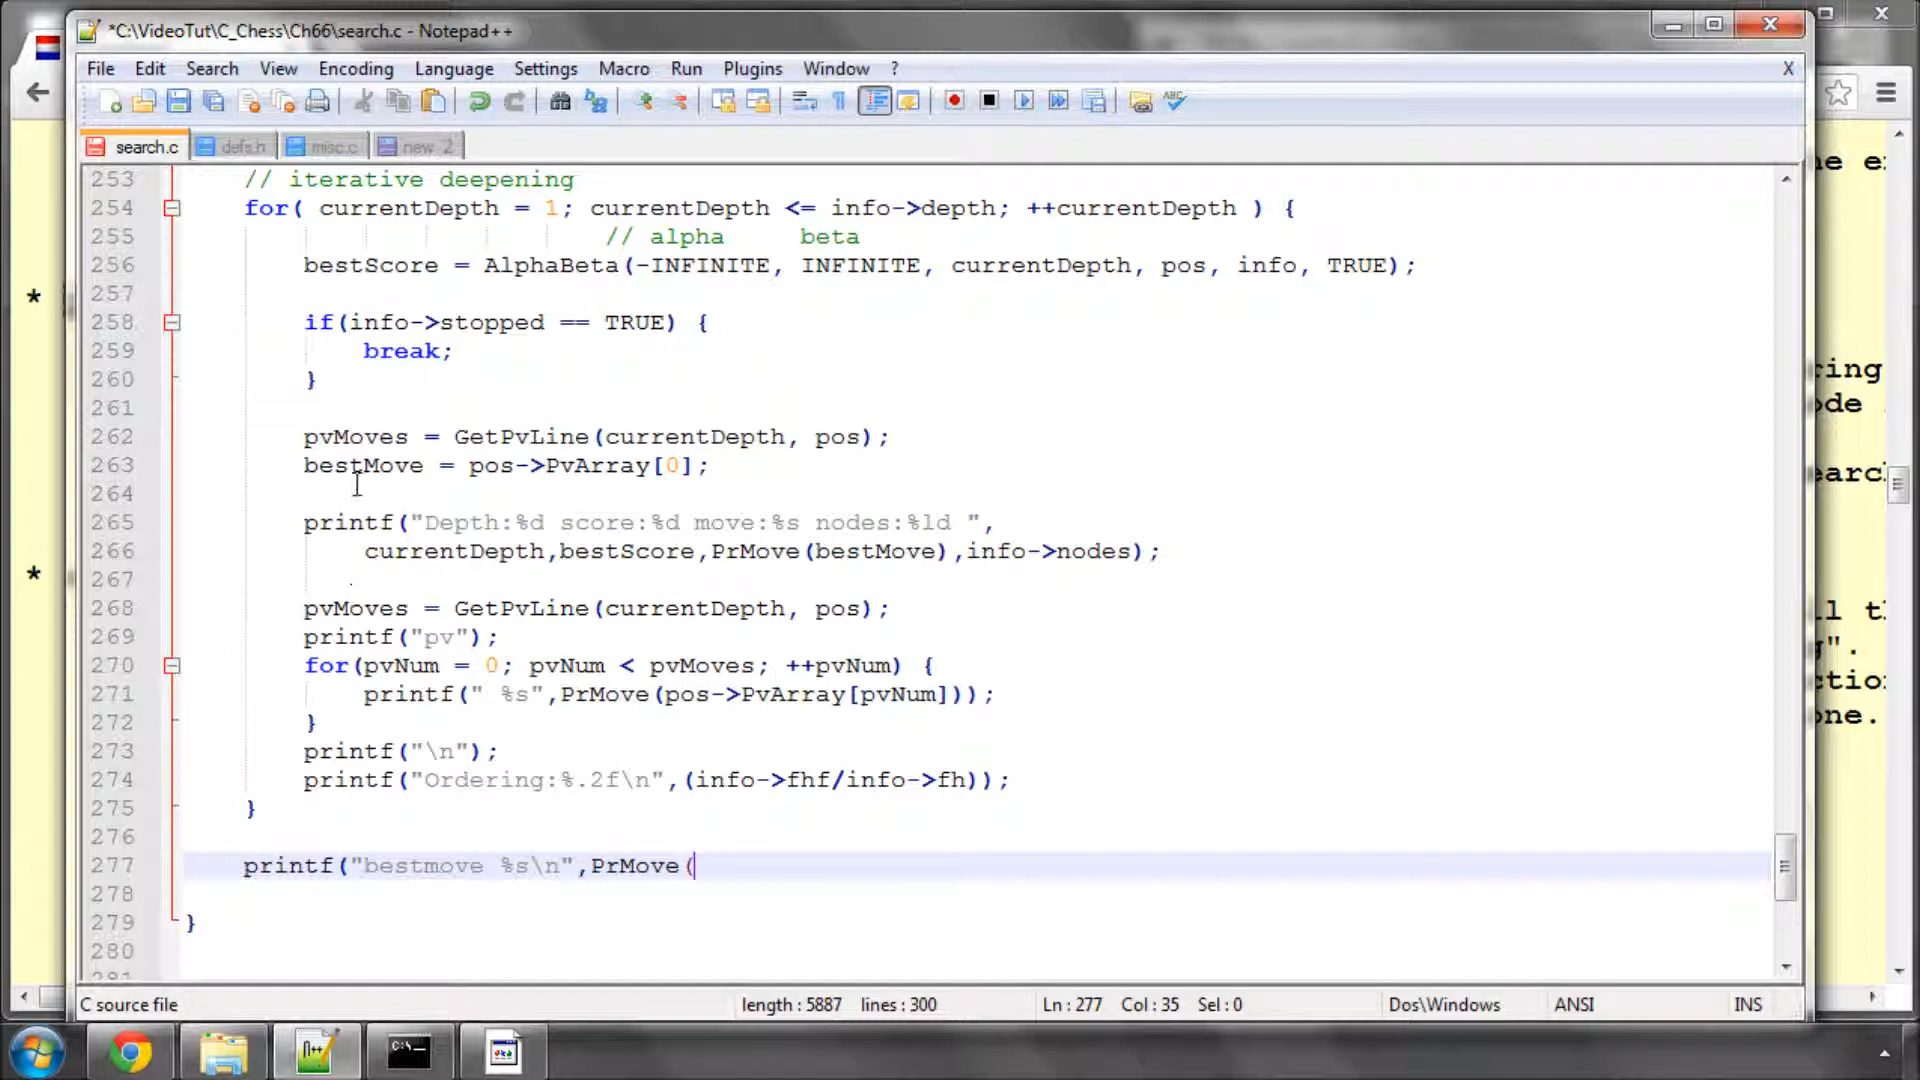 *C:\VideoTut\C_Chess\Ch66\search.c - Notepad++
File Edit Search View Encoding Language Settings Macro Run Plugins Window ? X
search.c defs.h misc.c new 2
253 // iterative deepening
254 for( currentDepth = 1; currentDepth <= info->depth; ++currentDepth ) {
255 // alpha beta
256 bestScore = AlphaBeta(-INFINITE, INFINITE, currentDepth, pos, info, TRUE);
257
258 if(info->stopped == TRUE) {
259 break;
260 }
261
262 pvMoves = GetPvLine(currentDepth, pos);
263 bestMove = pos->PvArray[0];
264
265 printf("Depth:%d score:%d move:%s nodes:%ld ",
266 currentDepth,bestScore,PrMove(bestMove),info->nodes);
267
268 pvMoves = GetPvLine(currentDepth, pos);
269 printf("pv");
270 for(pvNum = 0; pvNum < pvMoves; ++pvNum) {
271 printf(" %s",PrMove(pos->PvArray[pvNum]));
272 }
273 printf("\n");
274 printf("Ordering:%.2f\n",(info->fhf/info->fh));
275 }
276
277 printf("bestmove %s\n",PrMove(
278
279 }
280
C source file length : 5887 lines : 300 Ln : 277 Col : 35 Sel : 0 Dos\Windows ANSI INS